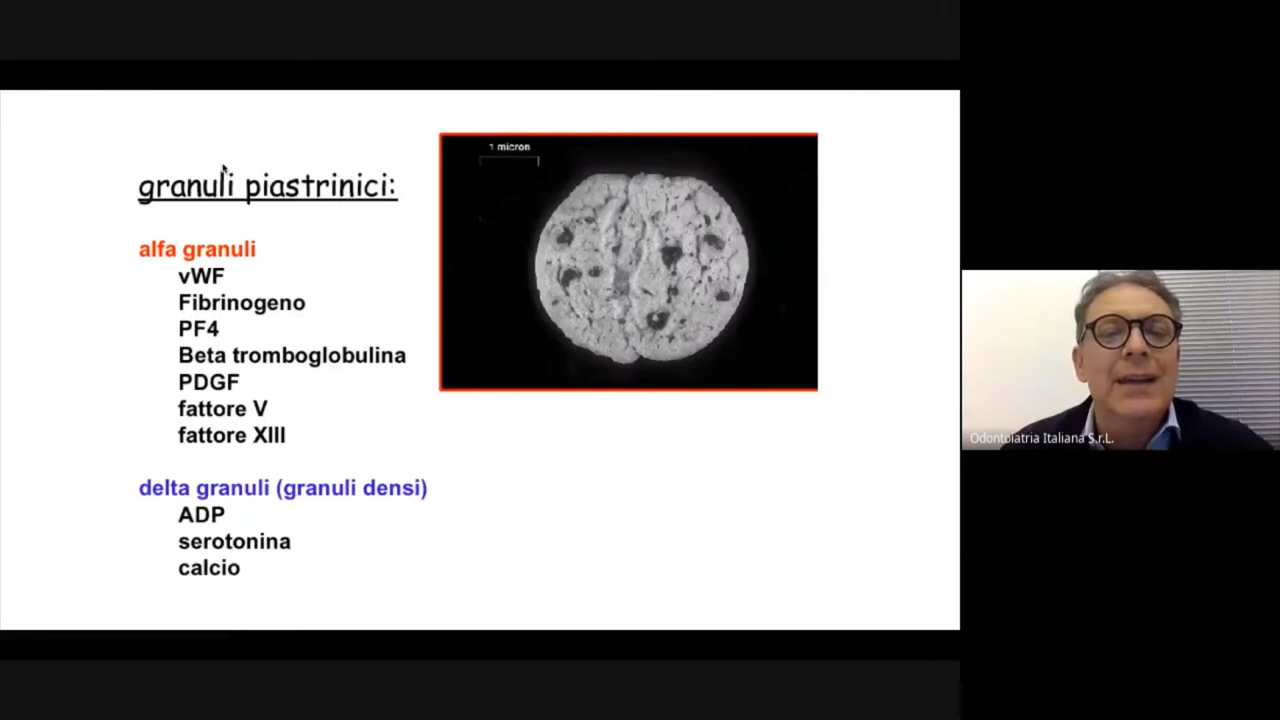 1 micron
granuli piastrinici:
alfa granuli
vWF
Fibrinogeno
PF4
Beta tromboglobulina
PDGF
fattore V
fattore XIII
delta granuli (granuli densi)
ADP
serotonina
calcio
Odontoiatria Italiana S.r.L.